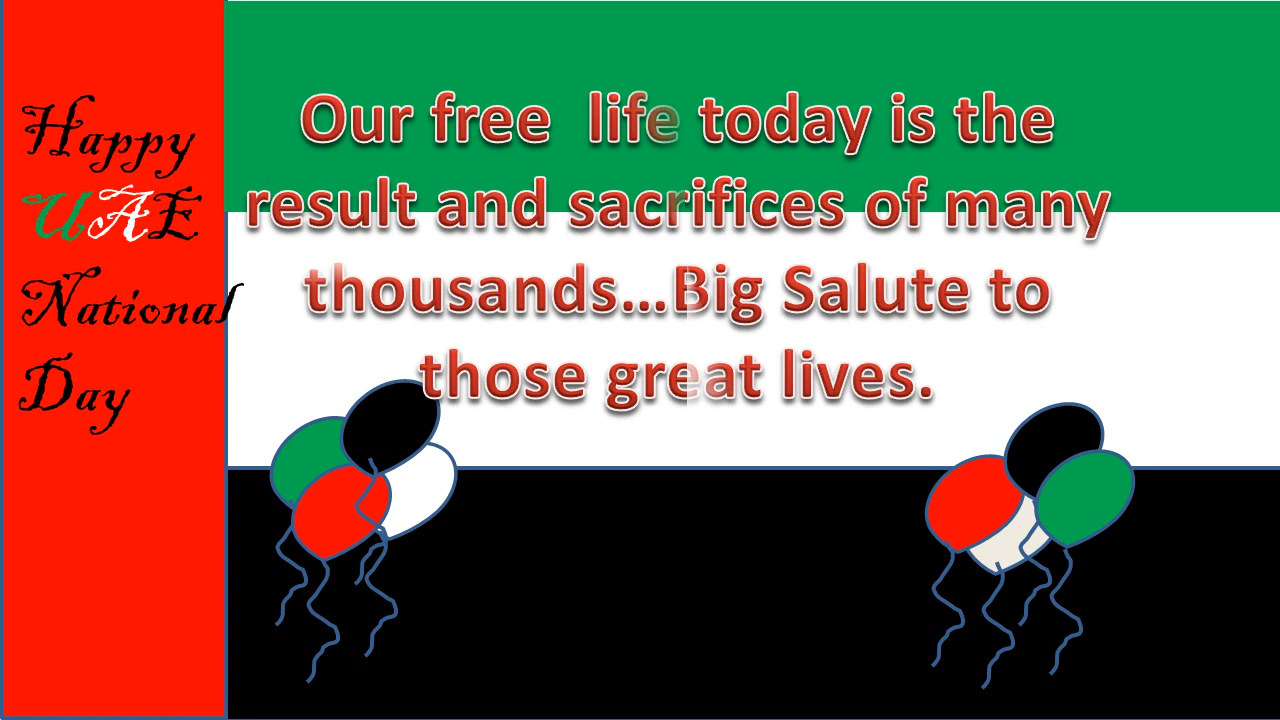 Happy
UAE
National
Day
Our free  life today is the
result and sacrifices of many
thousands...Big Salute to
those great lives.